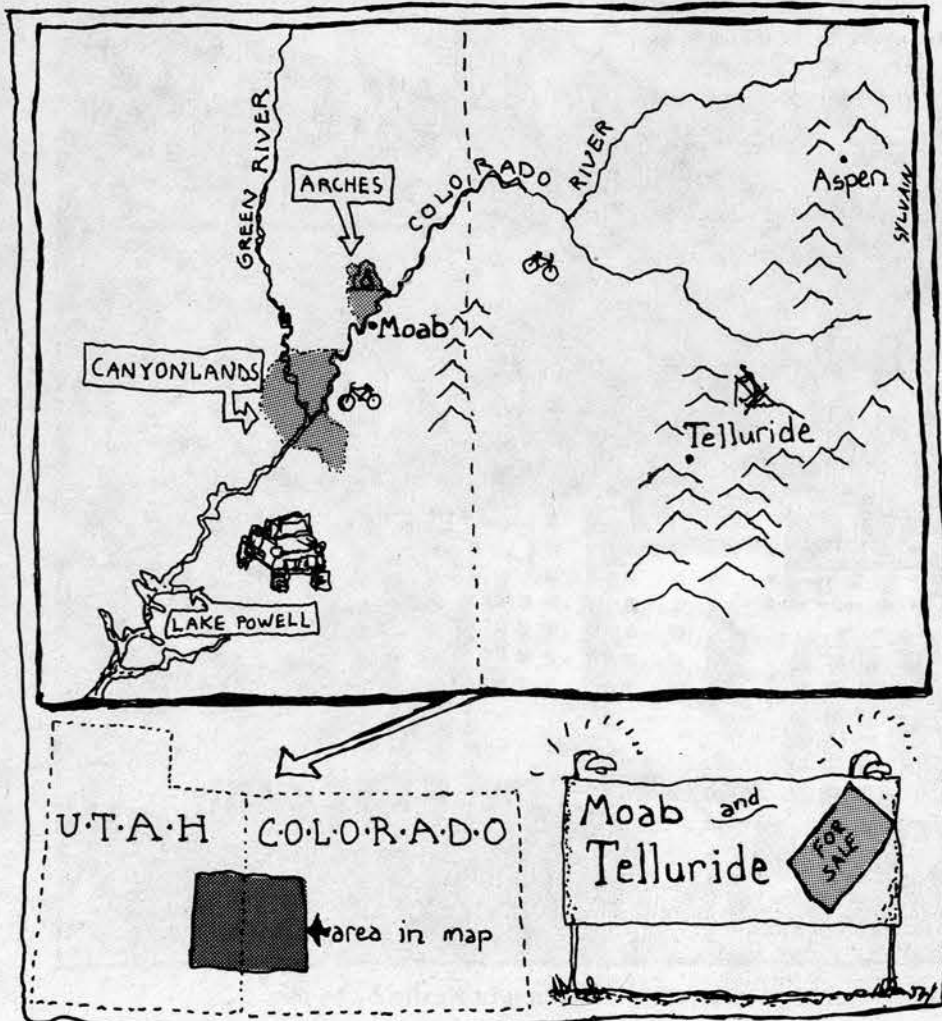 GREEN RIVER
ARCHES
COLORADO RIVER
Aspen
SYLVAIN
Moab
CANYONLANDS
Telluride
LAKE POWELL
U·T·A·H
C·O·L·O·R·A·D·O
area in map
Moab and
Telluride
FOR
SALE